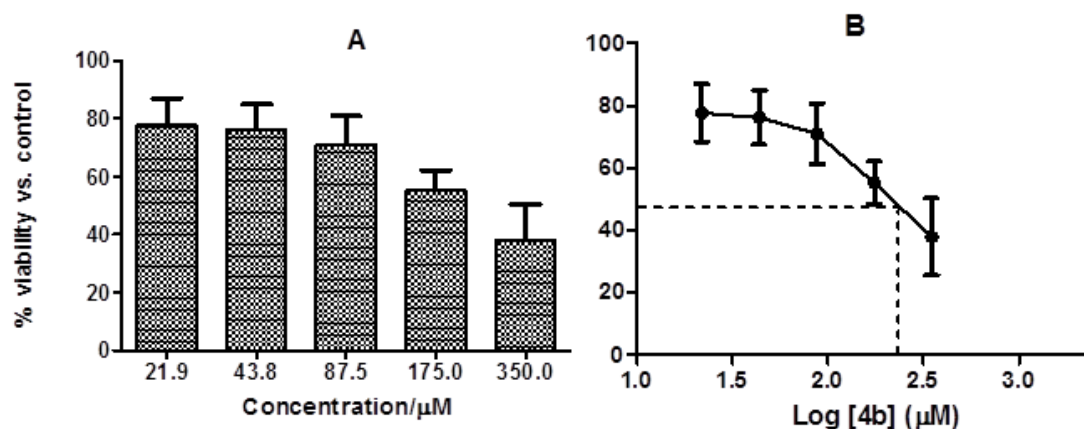 A
% viability vs. control
100
80
60
40
20
0
21.9 43.8 87.5 175.0 350.0
Concentration/μM
B
100
80
60
40
20
0
1.0 1.5 2.0 2.5 3.0
Log [4b] (μM)